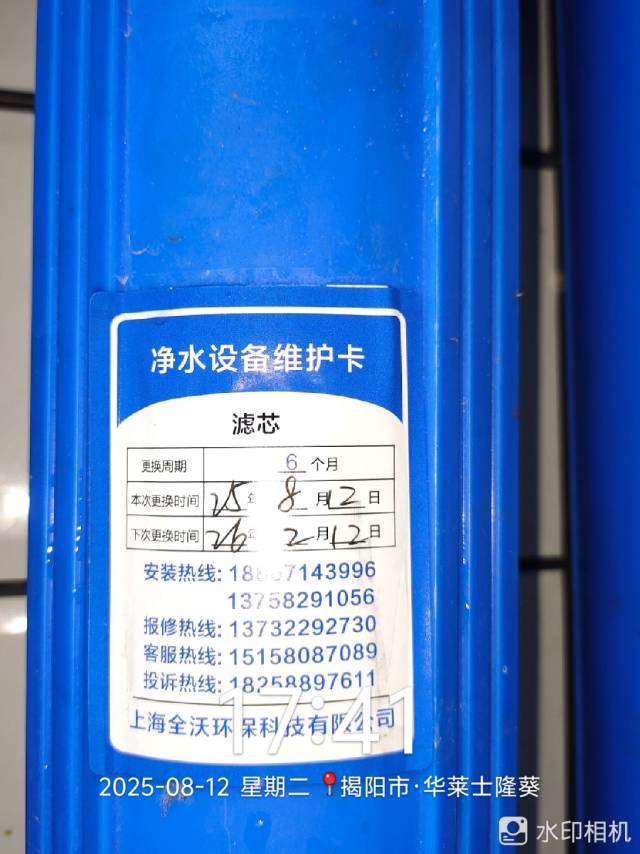 净水设备维护卡
滤芯
更换周期 6 个月
本次更换时间 25 年 8 月 12 日
下次更换时间 26 年 2 月 12 日
安装热线:
13758291056
报修热线: 13732292730
客服热线: 15158087089
投诉热线: 18258897611
上海全沃环保科技有限公司
17:41
2025-08-12 星期二 揭阳市·华莱士隆葵
水印相机